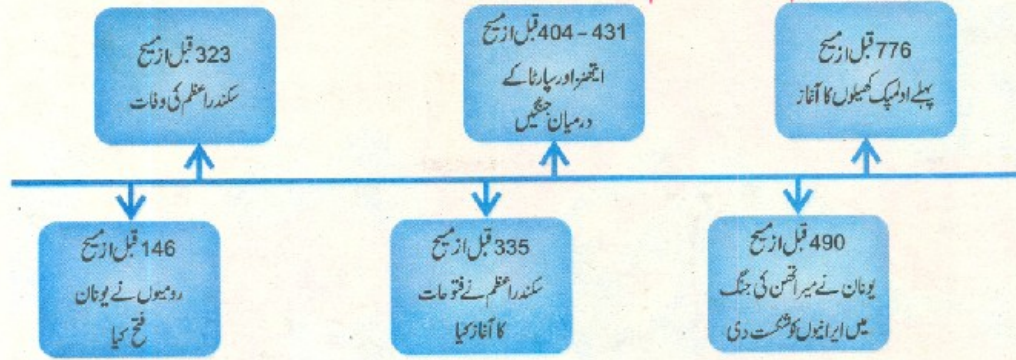 776 قبل از مسیح
پہلے اولمپک کھیلوں کا آغاز
431 – 404 قبل از مسیح
ایتھنز اور سپارٹا کے
درمیان جنگیں
323 قبل از مسیح
سکندر اعظم کی وفات
490 قبل از مسیح
یونان نے میراتھن کی جنگ
میں ایرانیوں کو شکست دی
335 قبل از مسیح
سکندر اعظم نے فتوحات
کا آغاز کیا
146 قبل از مسیح
رومیوں نے یونان
فتح کیا